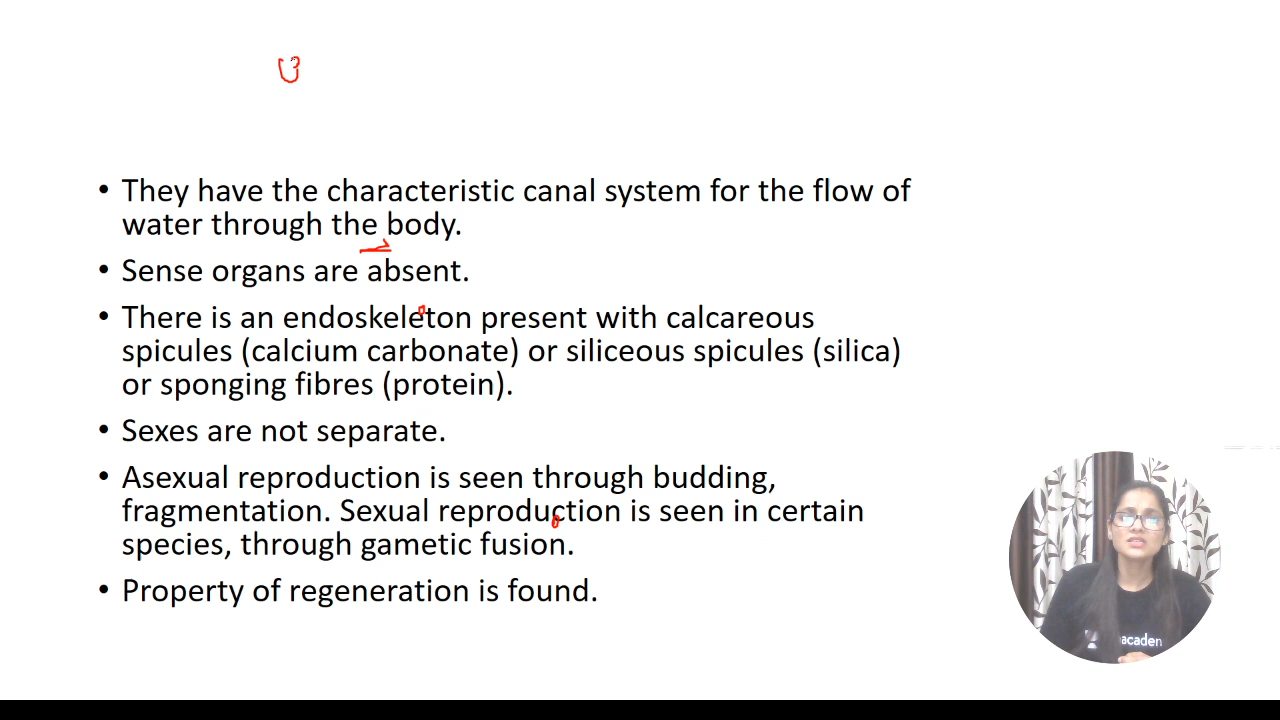 • They have the characteristic canal system for the flow of
water through the body.
• Sense organs are absent.
• There is an endoskeleton present with calcareous
spicules (calcium carbonate) or siliceous spicules (silica)
or sponging fibres (protein).
• Sexes are not separate.
• Asexual reproduction is seen through budding,
fragmentation. Sexual reproduction is seen in certain
species, through gametic fusion.
• Property of regeneration is found.
acaden